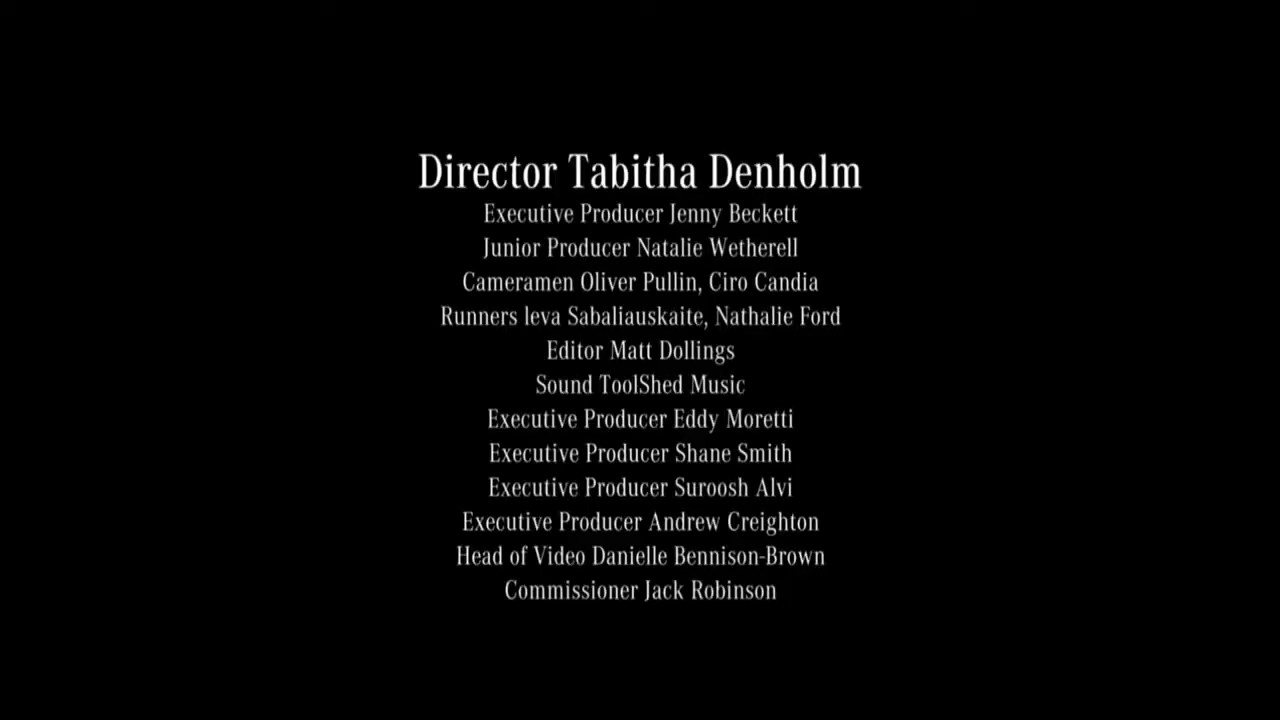 Director Tabitha Denholm
Executive Producer Jenny Beckett
Junior Producer Natalie Wetherell
Cameramen Oliver Pullin, Ciro Candia
Runners leva Sabaliauskaite, Nathalie Ford
Editor Matt Dollings
Sound ToolShed Music
Executive Producer Eddy Moretti
Executive Producer Shane Smith
Executive Producer Suroosh Alvi
Executive Producer Andrew Creighton
Head of Video Danielle Bennison-Brown
Commissioner Jack Robinson